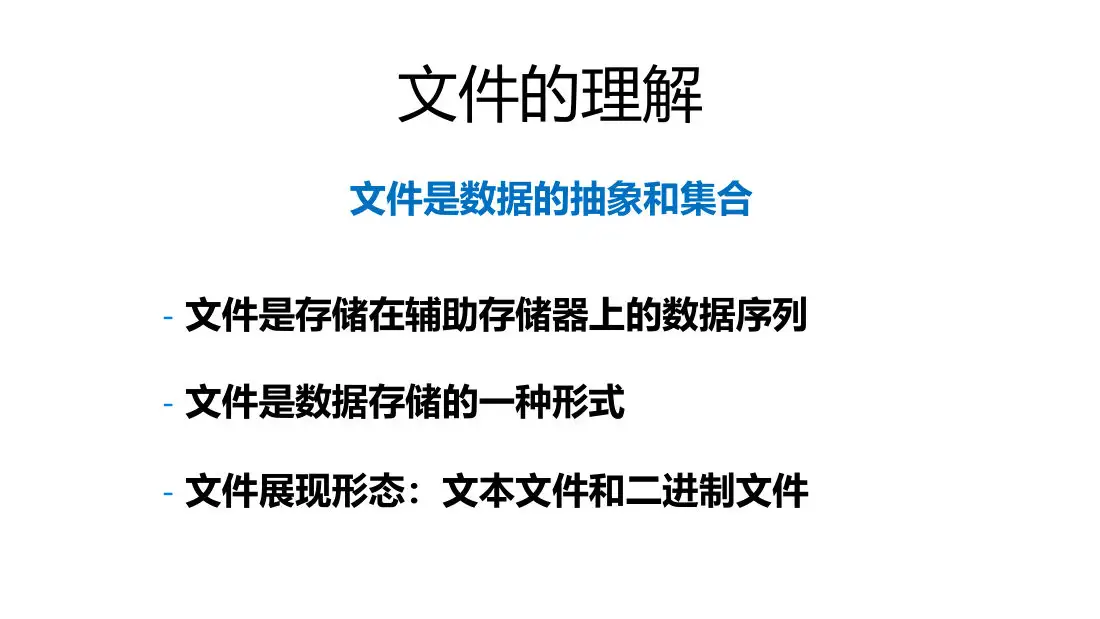 文件的理解
文件是数据的抽象和集合
- 文件是存储在辅助存储器上的数据序列
- 文件是数据存储的一种形式
- 文件展现形态：文本文件和二进制文件